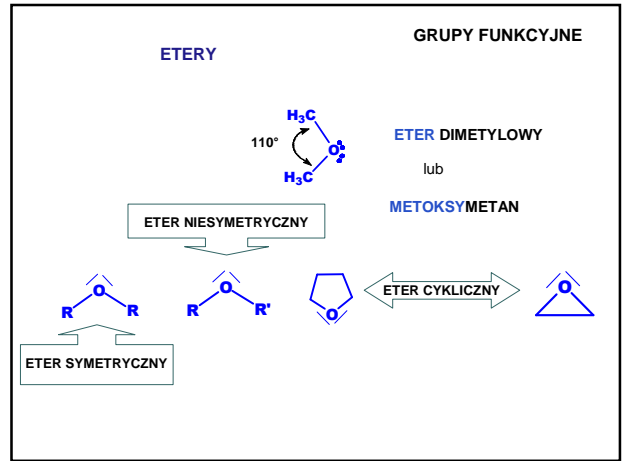 GRUPY FUNKCYJNE
ETERY
H₃C
110°
O
H₃C
ETER DIMETYLOWY
lub
METOKSYMETAN
ETER NIESYMETRYCZNY
R O R
R O R'
O
ETER CYKLICZNY
O
ETER SYMETRYCZNY